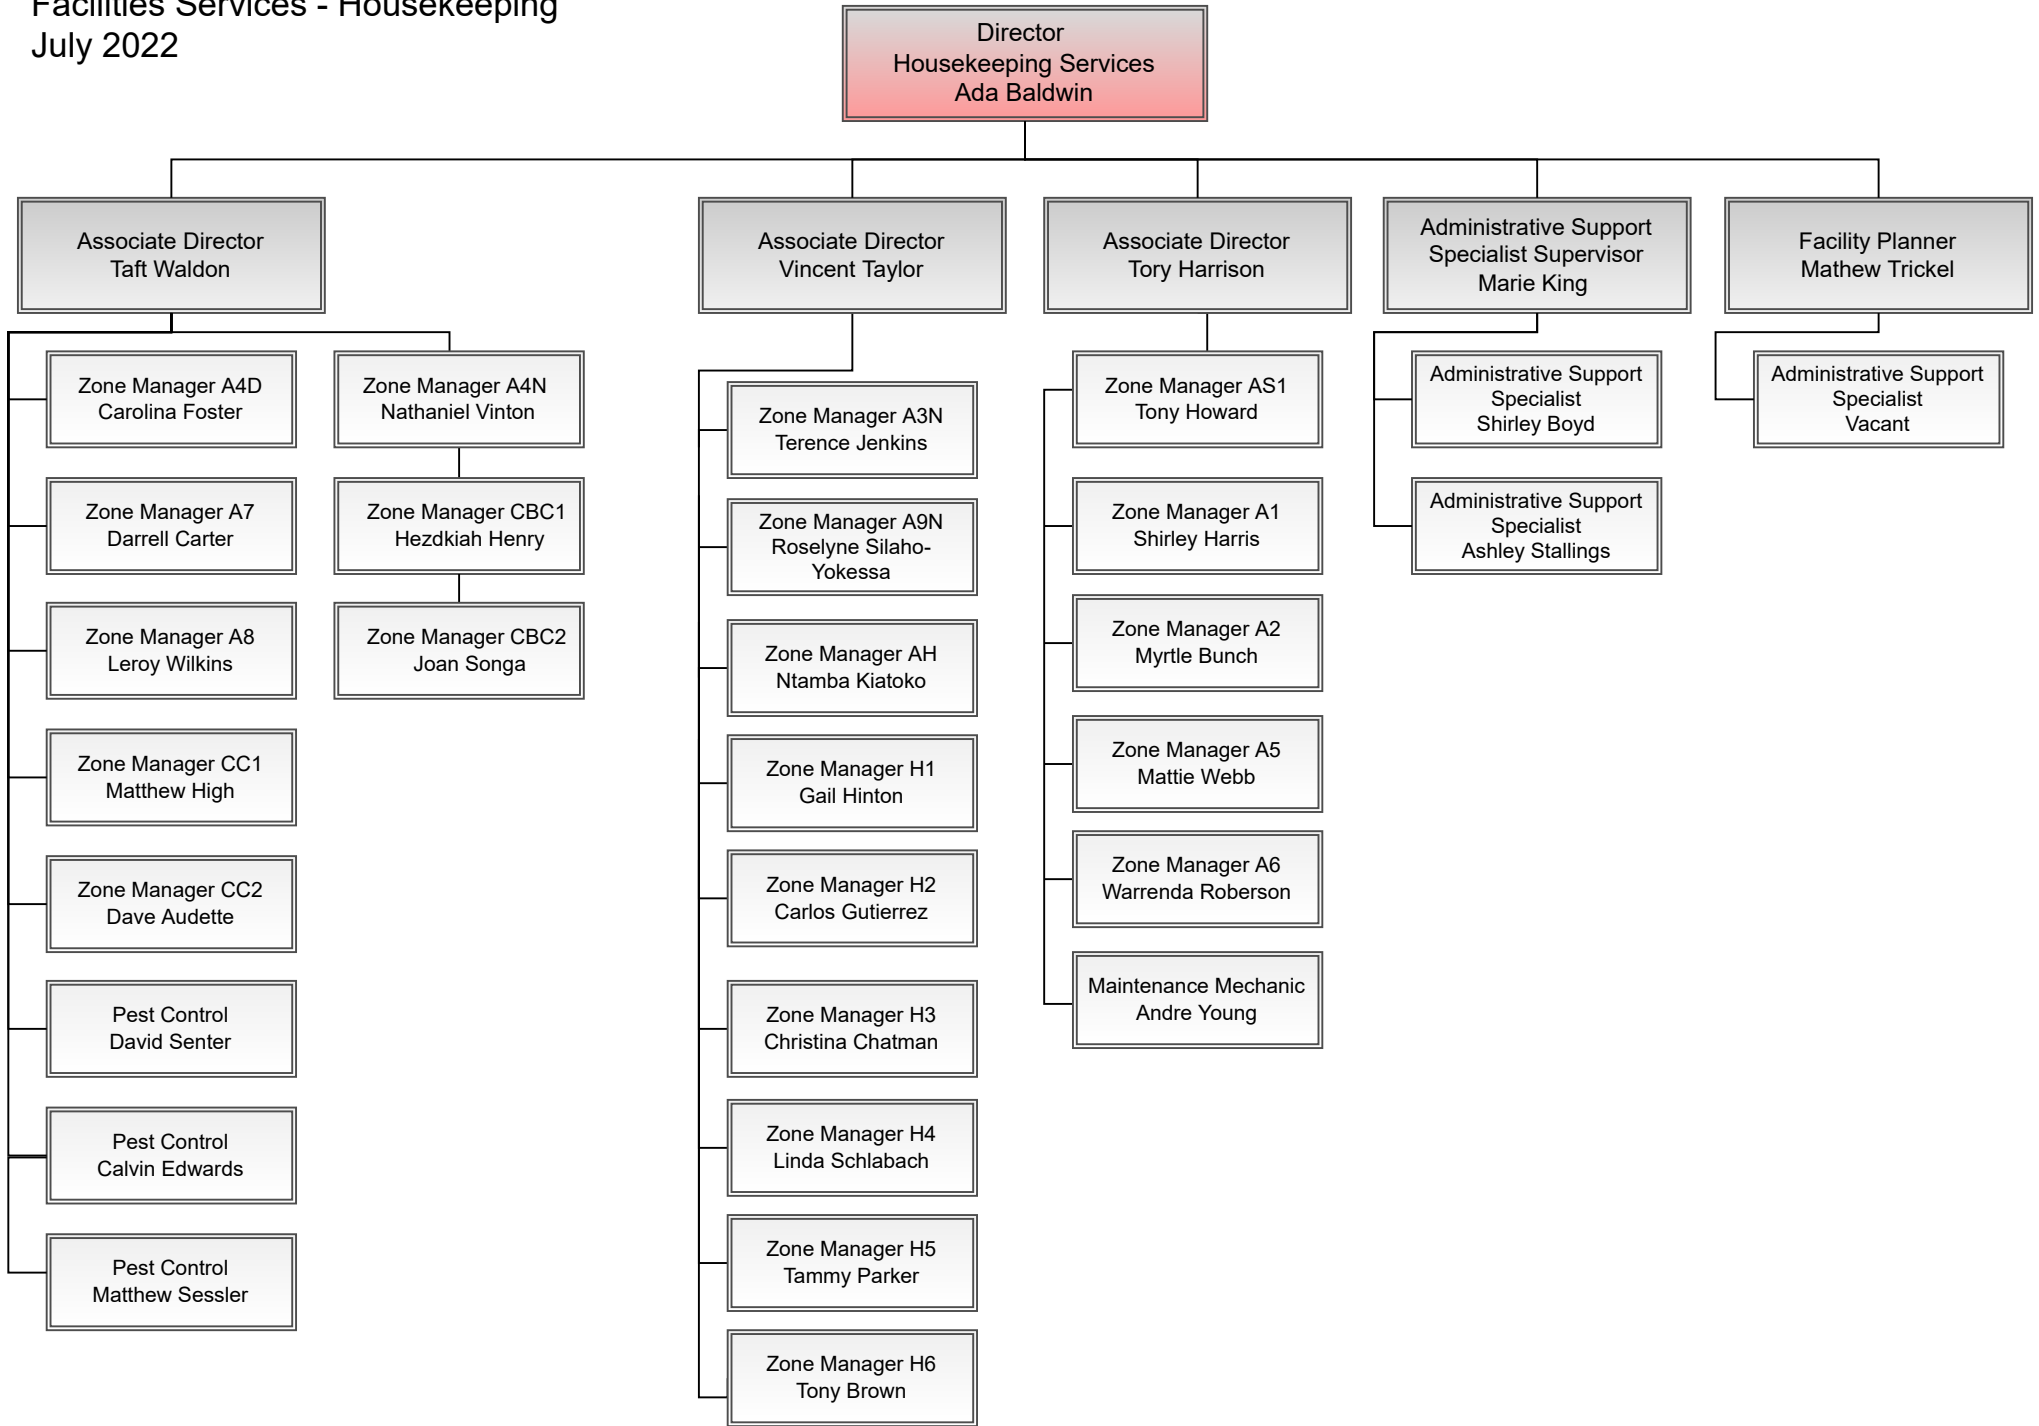 Facilities Services - Housekeeping
July 2022
Director
Housekeeping Services
Ada Baldwin
Associate Director
Taft Waldon
Associate Director
Vincent Taylor
Associate Director
Tory Harrison
Administrative Support
Specialist Supervisor
Marie King
Facility Planner
Mathew Trickel
Zone Manager A4D
Carolina Foster
Zone Manager A7
Darrell Carter
Zone Manager A8
Leroy Wilkins
Zone Manager CC1
Matthew High
Zone Manager CC2
Dave Audette
Pest Control
David Senter
Pest Control
Calvin Edwards
Pest Control
Matthew Sessler
Zone Manager A4N
Nathaniel Vinton
Zone Manager CBC1
Hezdkiah Henry
Zone Manager CBC2
Joan Songa
Zone Manager A3N
Terence Jenkins
Zone Manager A9N
Roselyne Silaho-
Yokessa
Zone Manager AH
Ntamba Kiatoko
Zone Manager H1
Gail Hinton
Zone Manager H2
Carlos Gutierrez
Zone Manager H3
Christina Chatman
Zone Manager H4
Linda Schlabach
Zone Manager H5
Tammy Parker
Zone Manager H6
Tony Brown
Zone Manager AS1
Tony Howard
Zone Manager A1
Shirley Harris
Zone Manager A2
Myrtle Bunch
Zone Manager A5
Mattie Webb
Zone Manager A6
Warrenda Roberson
Maintenance Mechanic
Andre Young
Administrative Support
Specialist
Shirley Boyd
Administrative Support
Specialist
Ashley Stallings
Administrative Support
Specialist
Vacant